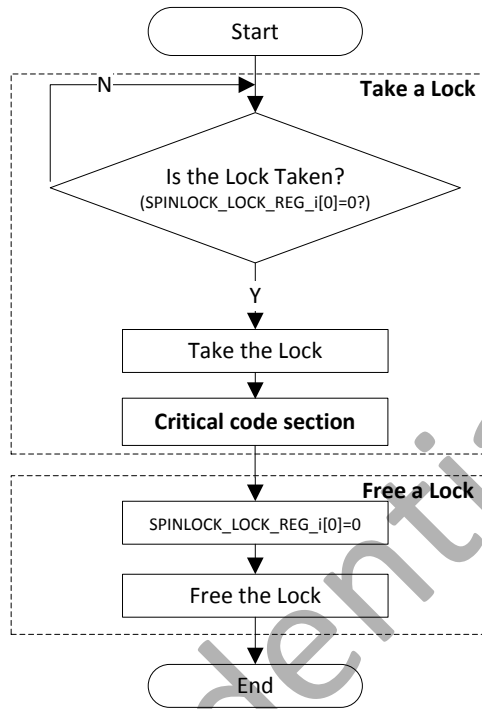 Start
N
Take a Lock
Is the Lock Taken?
(SPINLOCK_LOCK_REG_i[0]=0?)
Y
Take the Lock
Critical code section
Free a Lock
SPINLOCK_LOCK_REG_i[0]=0
Free the Lock
End